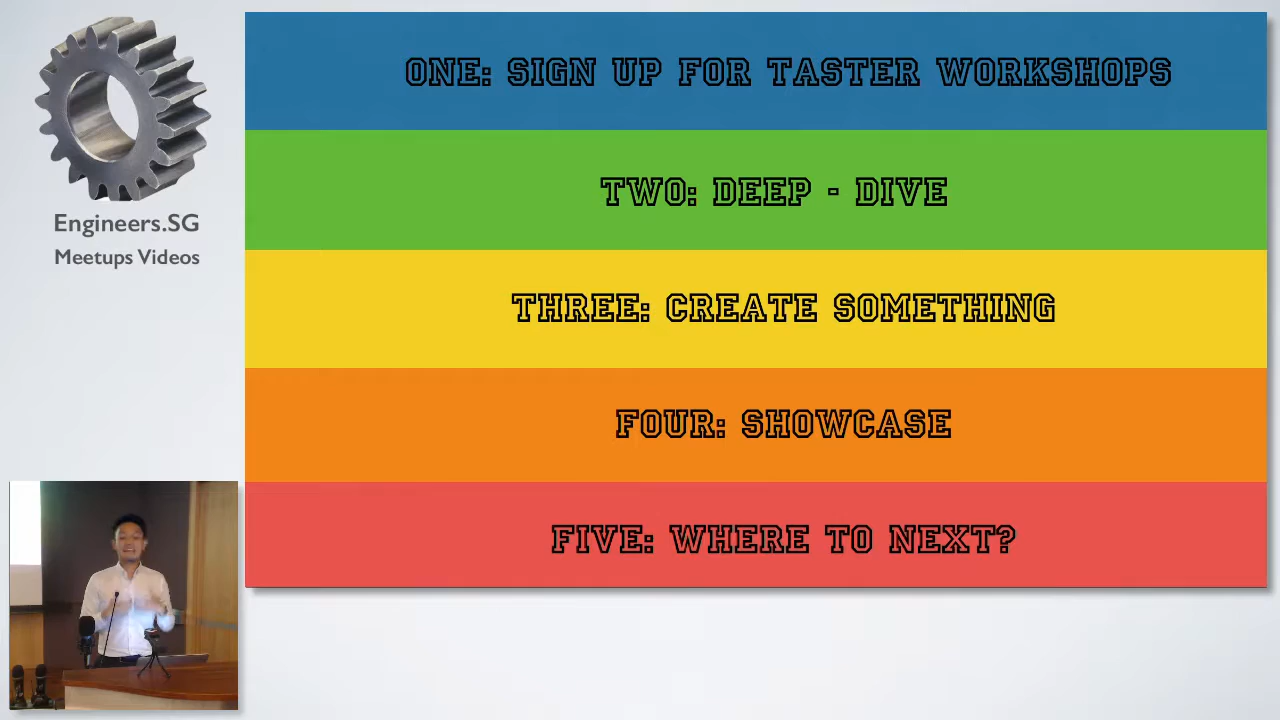 Engineers.SG
Meetups Videos
ONE: SIGN UP FOR TASTER WORKSHOPS
TWO: DEEP - DIVE
THREE: CREATE SOMETHING
FOUR: SHOWCASE
FIVE: WHERE TO NEXT?